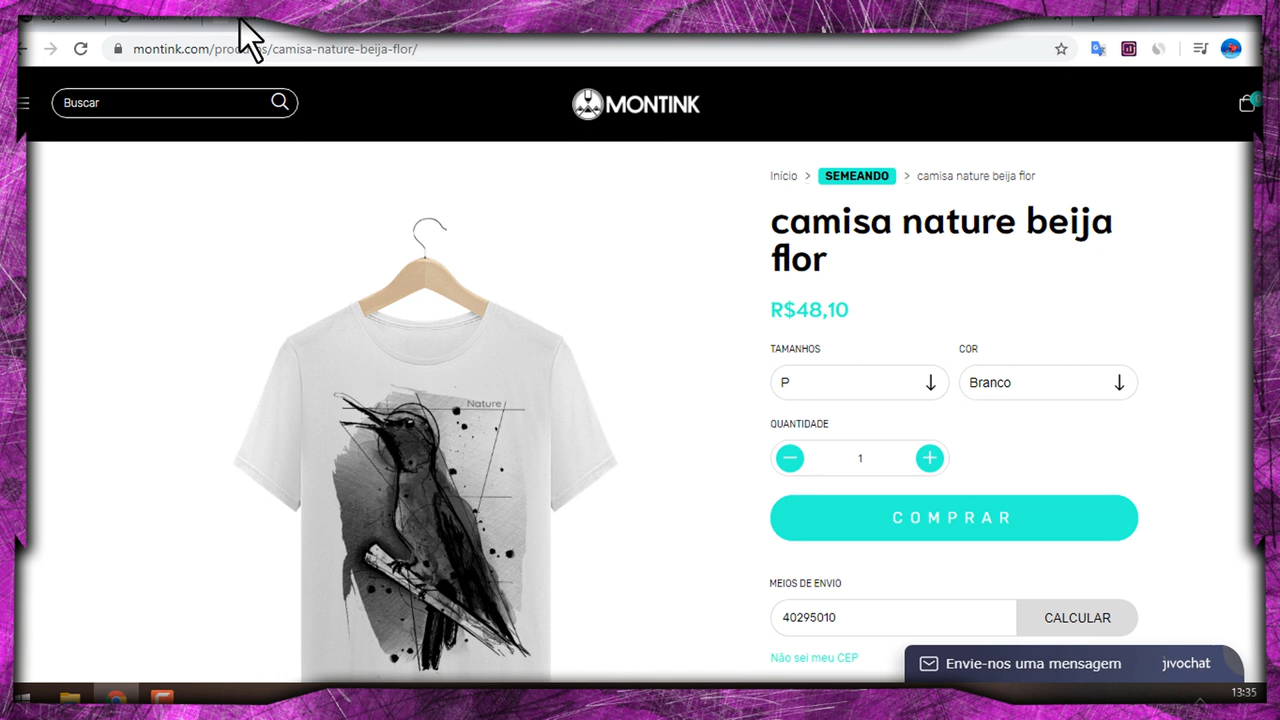 montink.com/produtos/camisa-nature-beija-flor/
Buscar
MONTINK
Início > SEMEANDO > camisa nature beija flor
camisa nature beija
flor
R$48,10
TAMANHOS COR
P Branco
QUANTIDADE
1
COMPRAR
MEIOS DE ENVIO
40295010 CALCULAR
Não sei meu CEP
Envie-nos uma mensagem jivochat
Nature
13:35